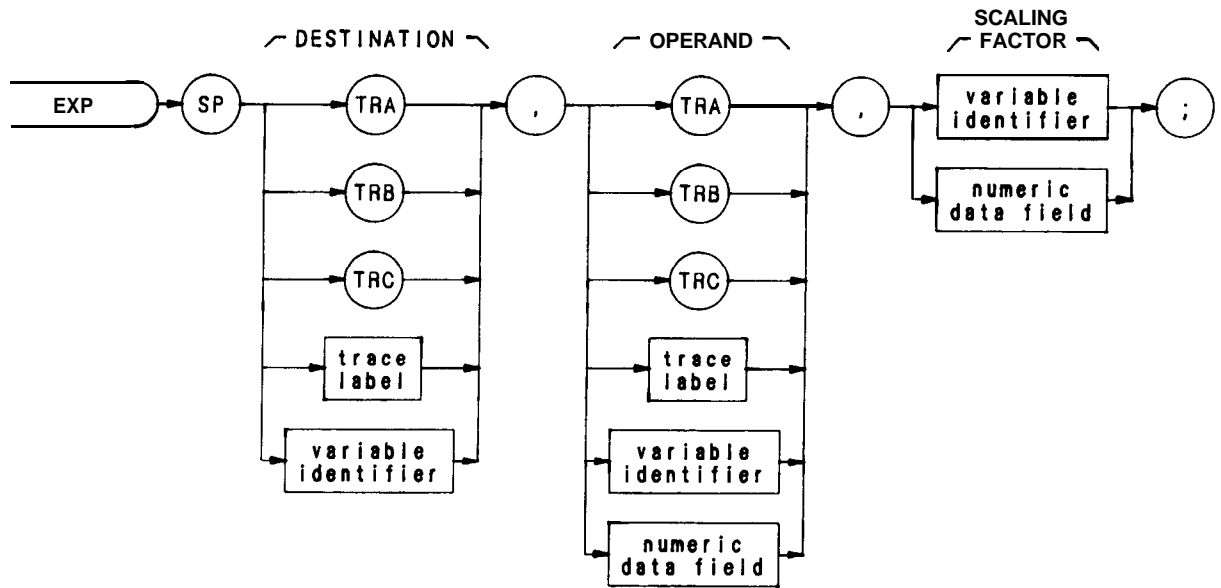 DESTINATION
OPERAND
SCALING
FACTOR
EXP
SP
TRA
,
TRA
,
variable
identifier
;
TRB
TRB
numeric
data field
TRC
TRC
trace
label
trace
label
variable
identifier
variable
identifier
numeric
data field